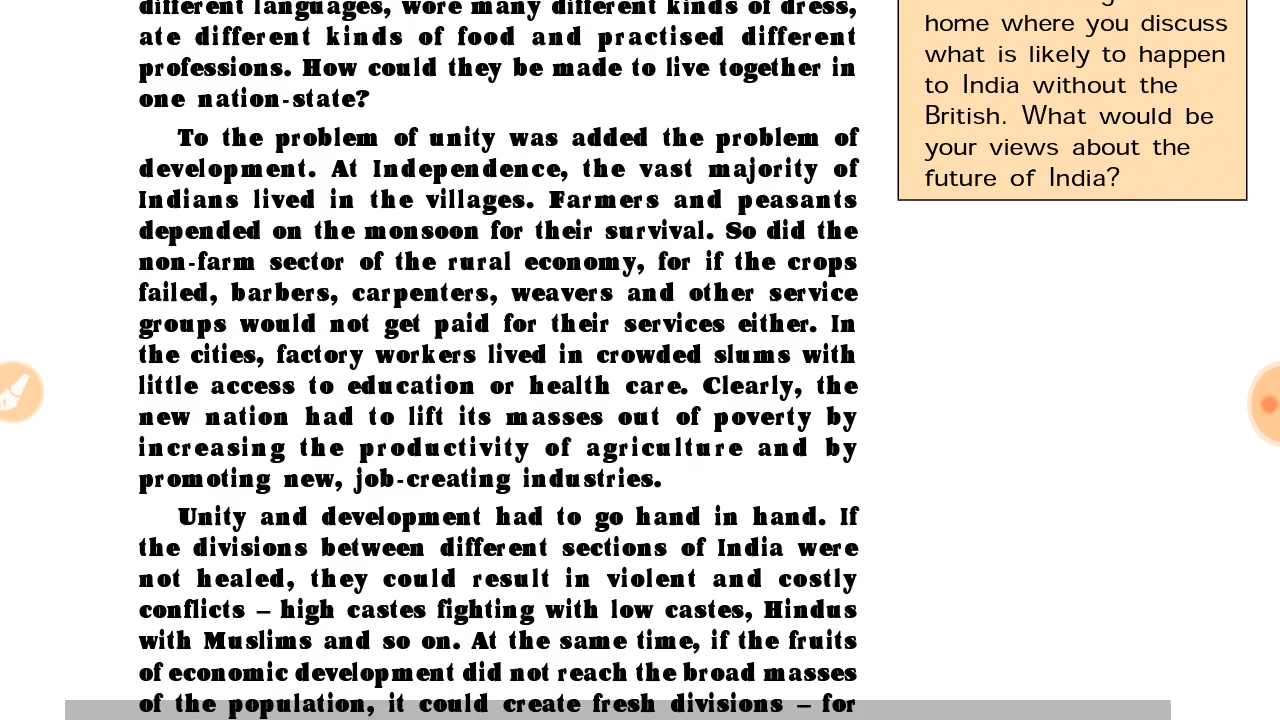 different languages, wore many different kinds of dress,
ate different kinds of food and practised different
professions. How could they be made to live together in
one nation-state?
To the problem of unity was added the problem of
development. At Independence, the vast majority of
Indians lived in the villages. Farmers and peasants
depended on the monsoon for their survival. So did the
non-farm sector of the rural economy, for if the crops
failed, barbers, carpenters, weavers and other service
groups would not get paid for their services either. In
the cities, factory workers lived in crowded slums with
little access to education or health care. Clearly, the
new nation had to lift its masses out of poverty by
increasing the productivity of agriculture and by
promoting new, job-creating industries.
Unity and development had to go hand in hand. If
the divisions between different sections of India were
not healed, they could result in violent and costly
conflicts – high castes fighting with low castes, Hindus
with Muslims and so on. At the same time, if the fruits
of economic development did not reach the broad masses
of the population, it could create fresh divisions – for
home where you discuss
what is likely to happen
to India without the
British. What would be
your views about the
future of India?